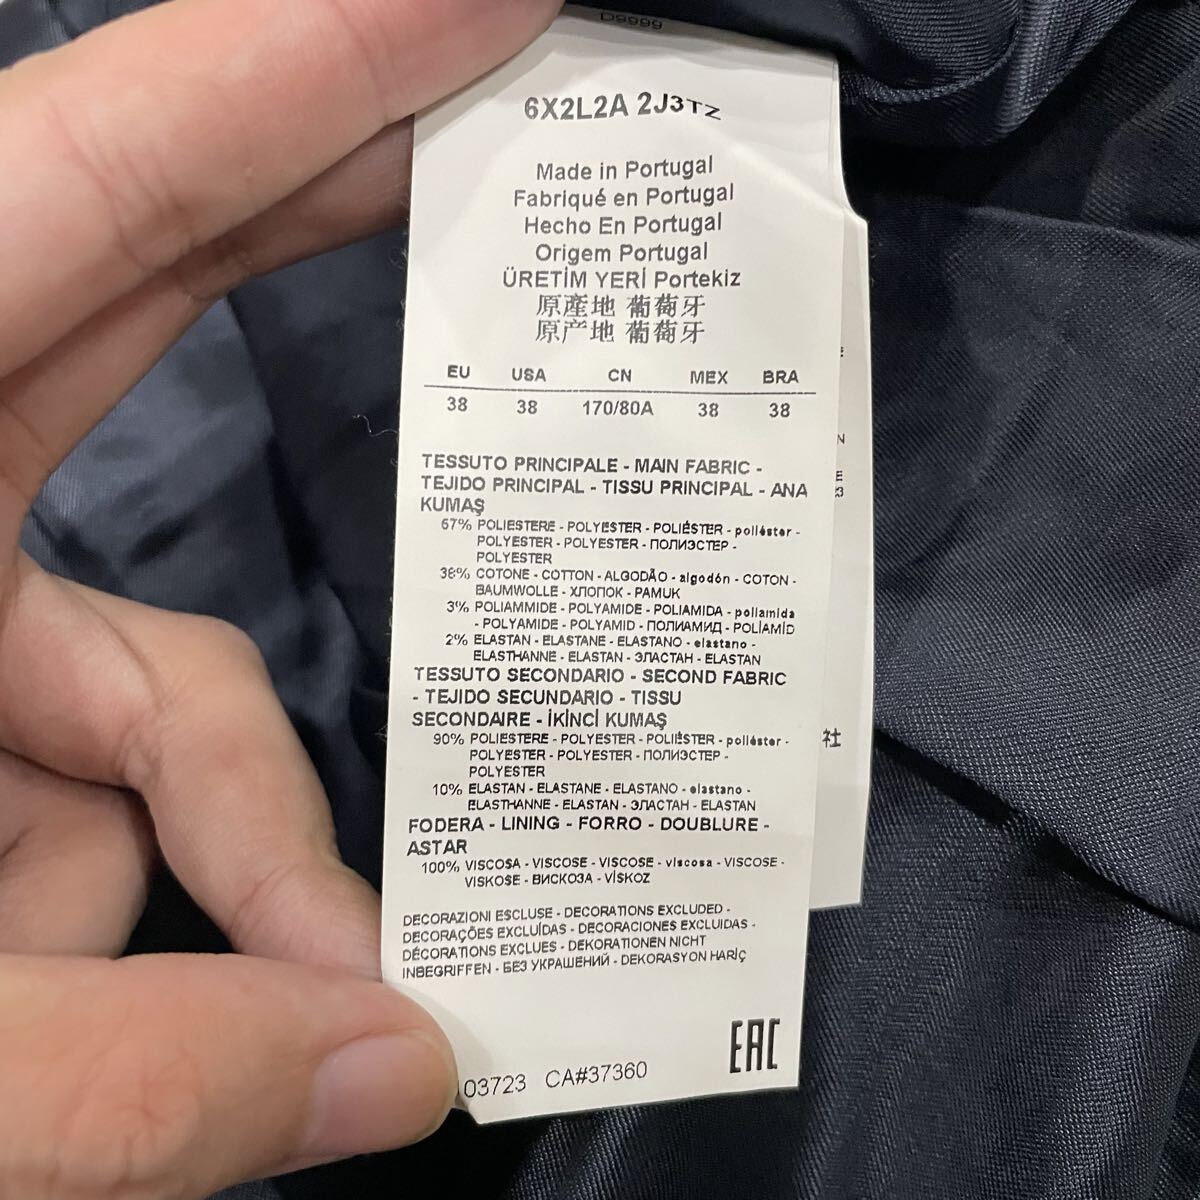 D9999
6X2L2A 2J3TZ
Made in Portugal
Fabriqué en Portugal
Hecho En Portugal
Origem Portugal
ÜRETİM YERİ Portekiz
原產地 葡萄牙
原产地 葡萄牙
EU USA CN MEX BRA
38 38 170/80A 38 38
TESSUTO PRINCIPALE - MAIN FABRIC -
TEJIDO PRINCIPAL - TISSU PRINCIPAL - ANA
KUMAŞ
67% POLIESTERE - POLYESTER - POLIÉSTER - poliéster -
POLYESTER - POLYESTER - ПОЛИЭСТЕР -
POLYESTER
38% COTONE - COTTON - ALGODÃO - algodón - COTON -
BAUMWOLLE - ХЛОПОК - PAMUK
3% POLIAMMIDE - POLYAMIDE - POLIAMIDA - poliamida
- POLYAMIDE - POLYAMID - ПОЛИАМИД - POLİAMİD
2% ELASTAN - ELASTANE - ELASTANO - elastano -
ELASTHANNE - ELASTAN - ЭЛАСТАН - ELASTAN
TESSUTO SECONDARIO - SECOND FABRIC
- TEJIDO SECUNDARIO - TISSU
SECONDAIRE - İKİNCİ KUMAŞ
90% POLIESTERE - POLYESTER - POLIÉSTER - poliéster -
POLYESTER - POLYESTER - ПОЛИЭСТЕР -
POLYESTER
10% ELASTAN - ELASTANE - ELASTANO - elastano -
ELASTHANNE - ELASTAN - ЭЛАСТАН - ELASTAN
FODERA - LINING - FORRO - DOUBLURE -
ASTAR
100% VISCOSA - VISCOSE - VISCOSE - viscosa - VISCOSE -
VISKOSE - ВИСКОЗА - VİSKOZ
DECORAZIONI ESCLUSE - DECORATIONS EXCLUDED -
DECORAÇÕES EXCLUÍDAS - DECORACIONES EXCLUIDAS -
DÉCORATIONS EXCLUES - DEKORATIONEN NICHT
INBEGRIFFEN - БЕЗ УКРАШЕНИЙ - DEKORASYON HARİÇ
EAC
03723 CA#37360
N
E
3
社